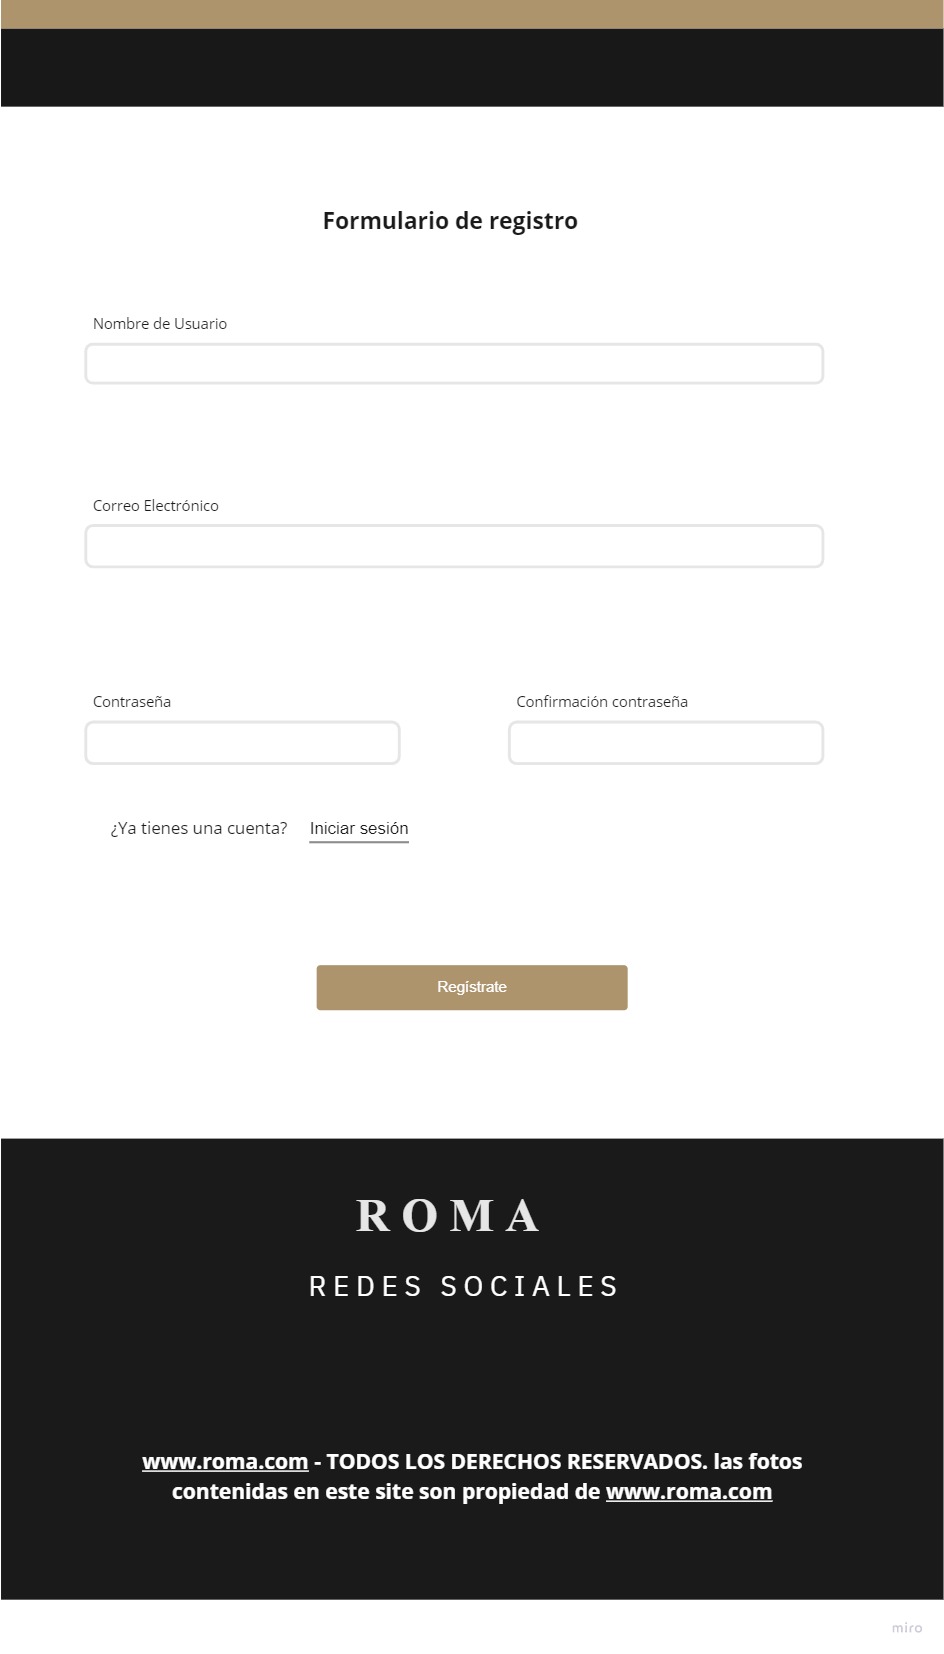 Formulario de registro
Nombre de Usuario
Correo Electrónico
Contraseña
Confirmación contraseña
¿Ya tienes una cuenta? Iniciar sesión
Regístrate
ROMA
REDES SOCIALES
www.roma.com - TODOS LOS DERECHOS RESERVADOS. las fotos
contenidas en este site son propiedad de www.roma.com
miro